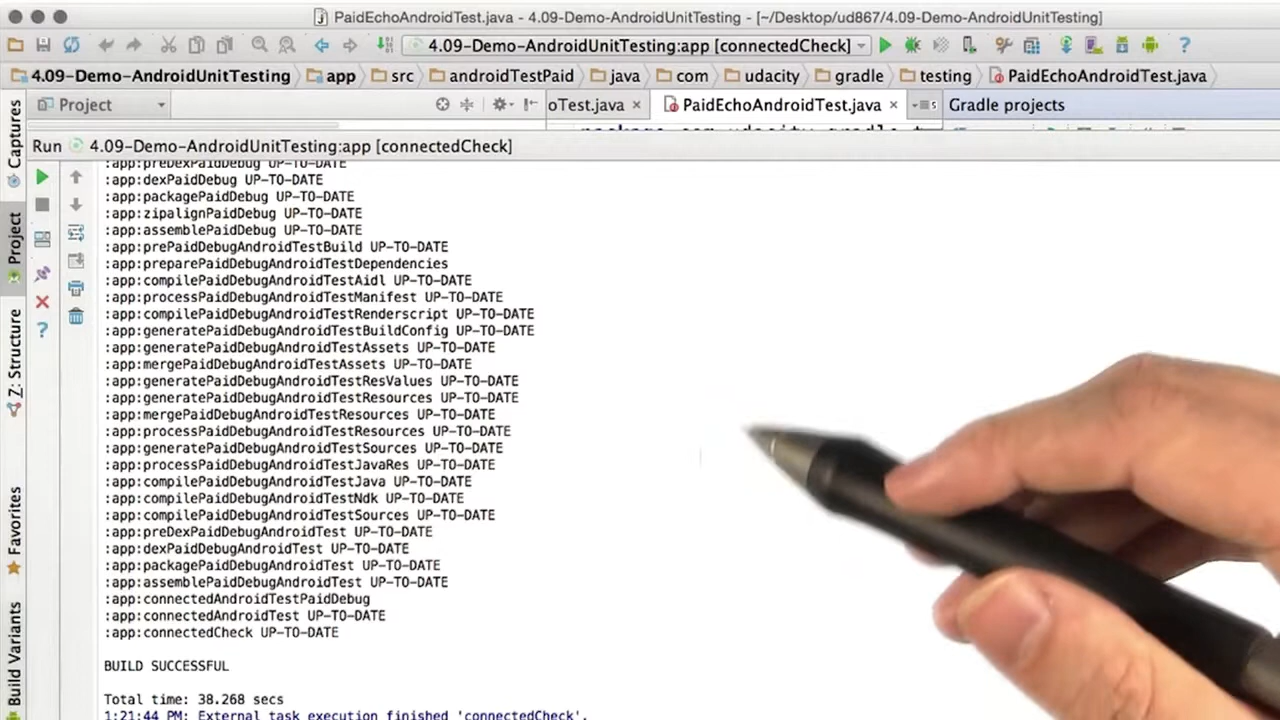 PaidEchoAndroidTest.java - 4.09-Demo-AndroidUnitTesting - [~/Desktop/ud867/4.09-Demo-AndroidUnitTesting]
4.09-Demo-AndroidUnitTesting:app [connectedCheck]
4.09-Demo-AndroidUnitTesting app src androidTestPaid java com udacity gradle testing PaidEchoAndroidTest.java
Captures
Project
Z: Structure
Favorites
Build Variants
Project
oTest.java
PaidEchoAndroidTest.java
Gradle projects
Run 4.09-Demo-AndroidUnitTesting:app [connectedCheck]
:app:preDexPaidDebug UP-TO-DATE
:app:dexPaidDebug UP-TO-DATE
:app:packagePaidDebug UP-TO-DATE
:app:zipalignPaidDebug UP-TO-DATE
:app:assemblePaidDebug UP-TO-DATE
:app:prePaidDebugAndroidTestBuild UP-TO-DATE
:app:preparePaidDebugAndroidTestDependencies
:app:compilePaidDebugAndroidTestAidl UP-TO-DATE
:app:processPaidDebugAndroidTestManifest UP-TO-DATE
:app:compilePaidDebugAndroidTestRenderscript UP-TO-DATE
:app:generatePaidDebugAndroidTestBuildConfig UP-TO-DATE
:app:generatePaidDebugAndroidTestAssets UP-TO-DATE
:app:mergePaidDebugAndroidTestAssets UP-TO-DATE
:app:generatePaidDebugAndroidTestResValues UP-TO-DATE
:app:generatePaidDebugAndroidTestResources UP-TO-DATE
:app:mergePaidDebugAndroidTestResources UP-TO-DATE
:app:processPaidDebugAndroidTestResources UP-TO-DATE
:app:generatePaidDebugAndroidTestSources UP-TO-DATE
:app:processPaidDebugAndroidTestJavaRes UP-TO-DATE
:app:compilePaidDebugAndroidTestJava UP-TO-DATE
:app:compilePaidDebugAndroidTestNdk UP-TO-DATE
:app:compilePaidDebugAndroidTestSources UP-TO-DATE
:app:preDexPaidDebugAndroidTest UP-TO-DATE
:app:dexPaidDebugAndroidTest UP-TO-DATE
:app:packagePaidDebugAndroidTest UP-TO-DATE
:app:assemblePaidDebugAndroidTest UP-TO-DATE
:app:connectedAndroidTestPaidDebug
:app:connectedAndroidTest UP-TO-DATE
:app:connectedCheck UP-TO-DATE
BUILD SUCCESSFUL
Total time: 38.268 secs
1:21:44 PM: External task execution finished 'connectedCheck'.